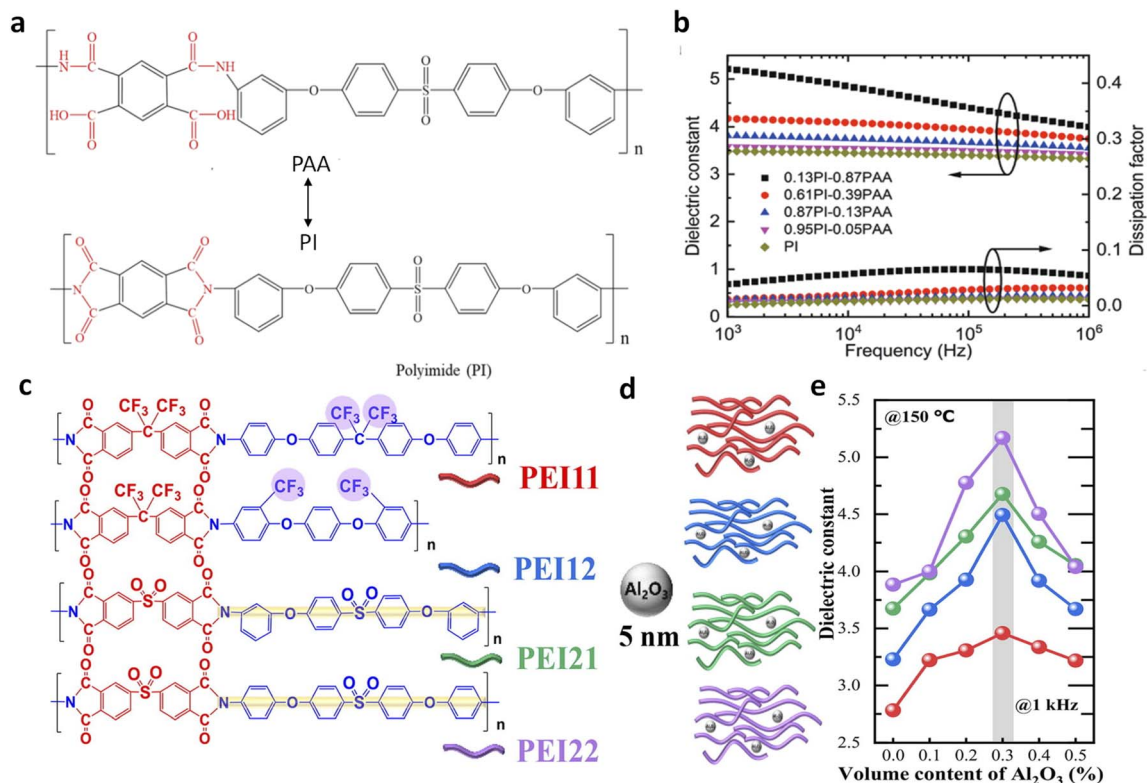 a
H
N
O
C
O
C
NH
HO
C
O
C
OH
O
O
O
S
O
O
n
PAA
PI
O
C
O
C
N
N
C
O
C
O
O
O
S
O
O
n
Polyimide (PI)
b
5
4
3
2
1
0
Dielectric constant
0.4
0.3
0.2
0.1
0.0
Dissipation factor
0.13PI-0.87PAA
0.61PI-0.39PAA
0.87PI-0.13PAA
0.95PI-0.05PAA
PI
10³ 10⁴ 10⁵ 10⁶
Frequency (Hz)
c
O CF₃ CF₃ O CF₃ CF₃
N C N O C O
n
PEI11
CF₃ CF₃ CF₃ CF₃
N C N O O
n
PEI12
O S O O S O
N N O O
n
PEI21
O S O O S O
N N O O
n
PEI22
d
Al₂O₃
5 nm
e
5.5
5.0
4.5
4.0
3.5
3.0
2.5
Dielectric constant
@150 ℃
@1 kHz
0.0 0.1 0.2 0.3 0.4 0.5
Volume content of Al₂O₃ (%)